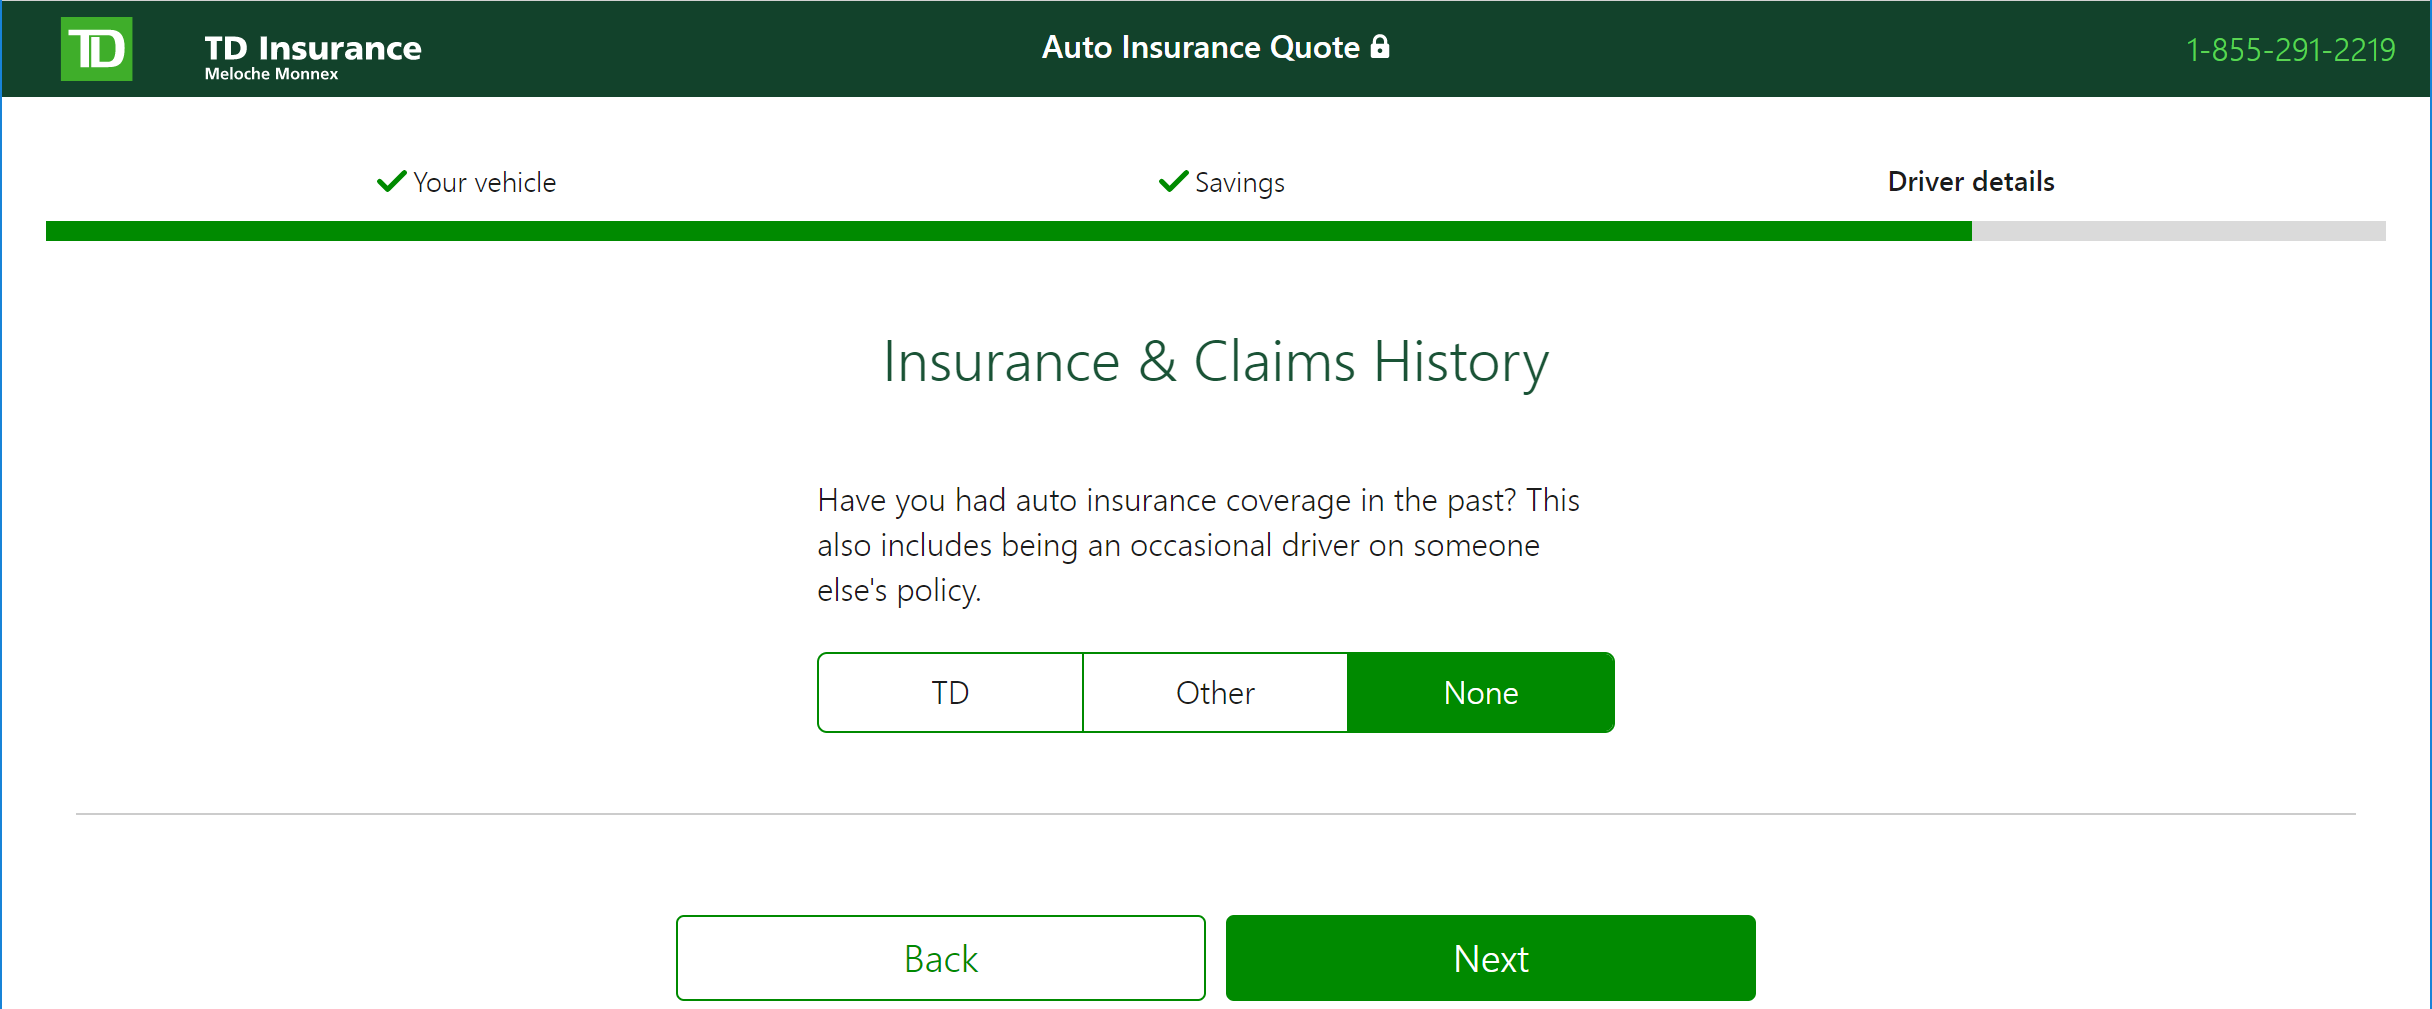 TD
TD Insurance
Meloche Monnex
Auto Insurance Quote
1-855-291-2219
Your vehicle
Savings
Driver details
Insurance & Claims History
Have you had auto insurance coverage in the past? This
also includes being an occasional driver on someone
else's policy.
TD
Other
None
Back
Next